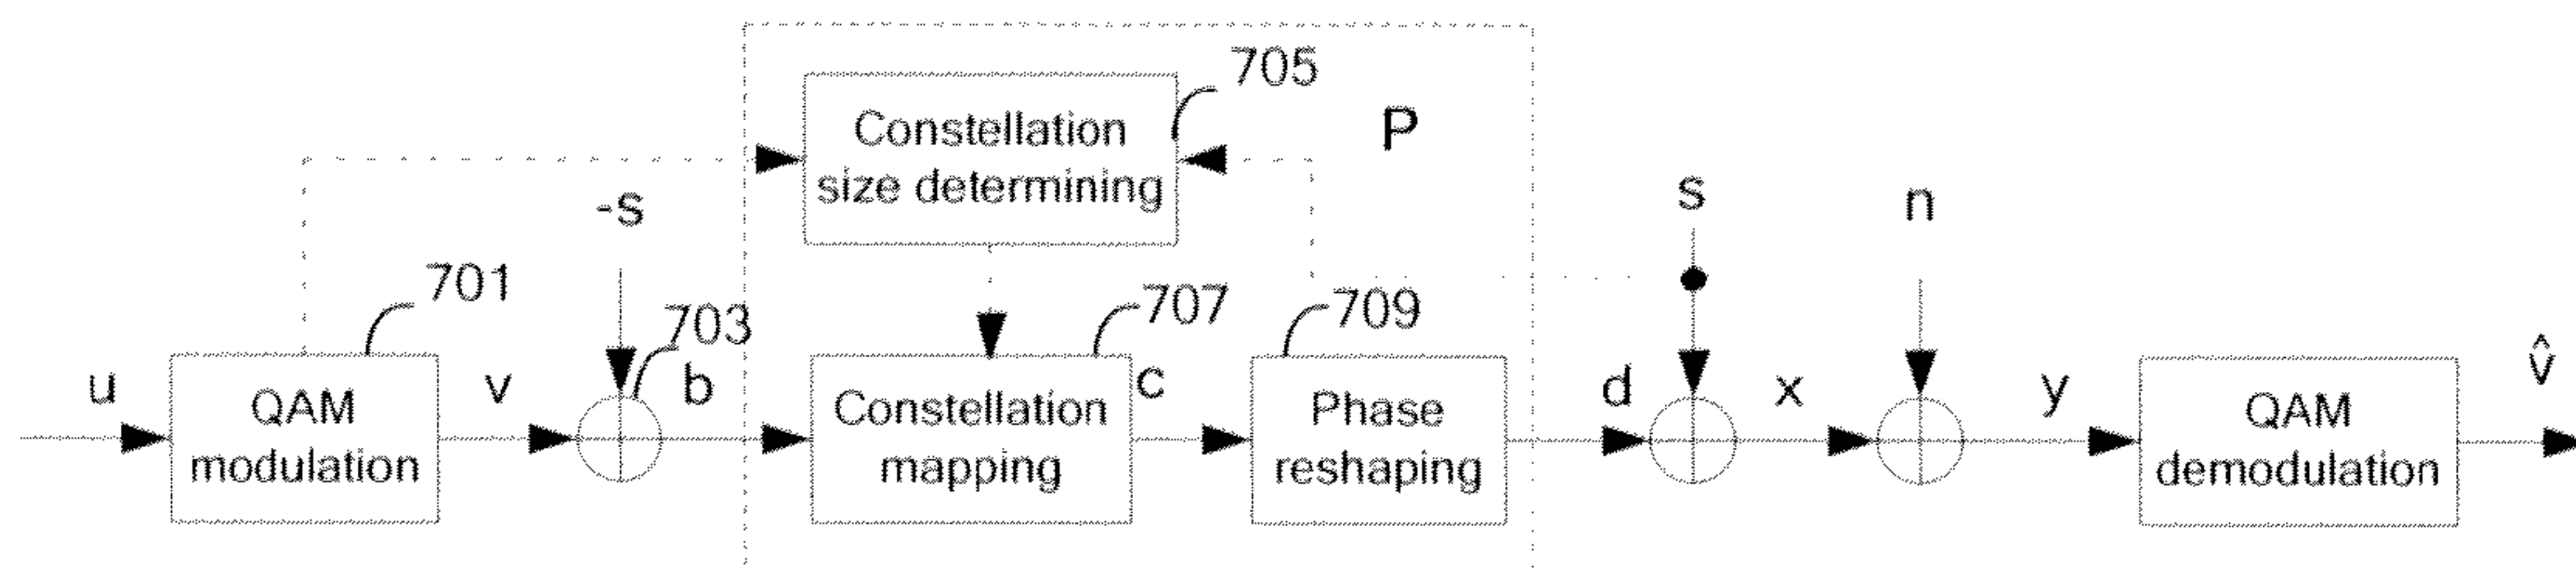 705
Constellation
size determining
P
-s
s
n
701
703
707
709
u
QAM
modulation
v
b
Constellation
mapping
c
Phase
reshaping
d
x
y
QAM
demodulation
v̂